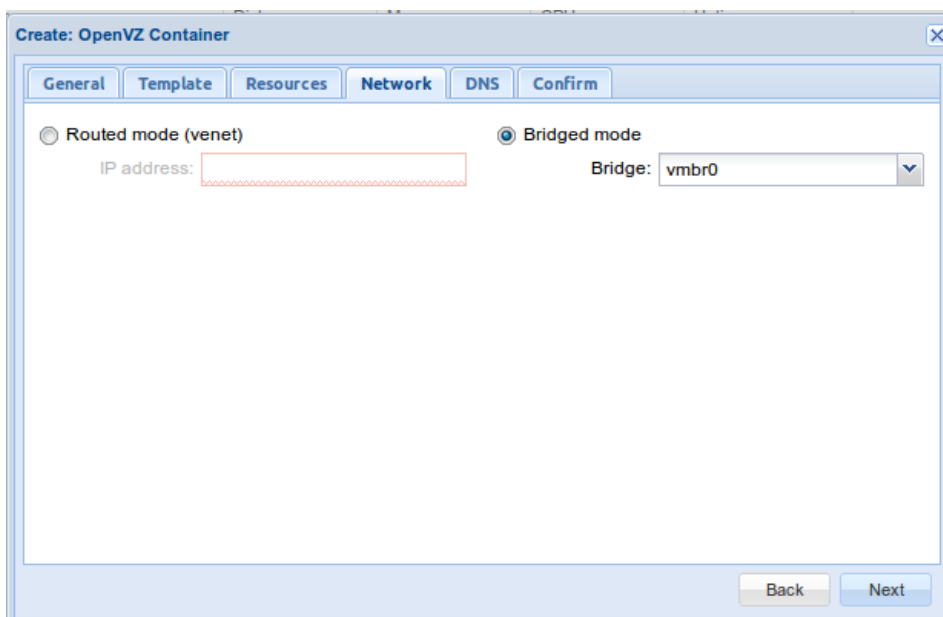 Create: OpenVZ Container
General Template Resources Network DNS Confirm
Routed mode (venet) Bridged mode
IP address: Bridge: vmbr0
Back Next